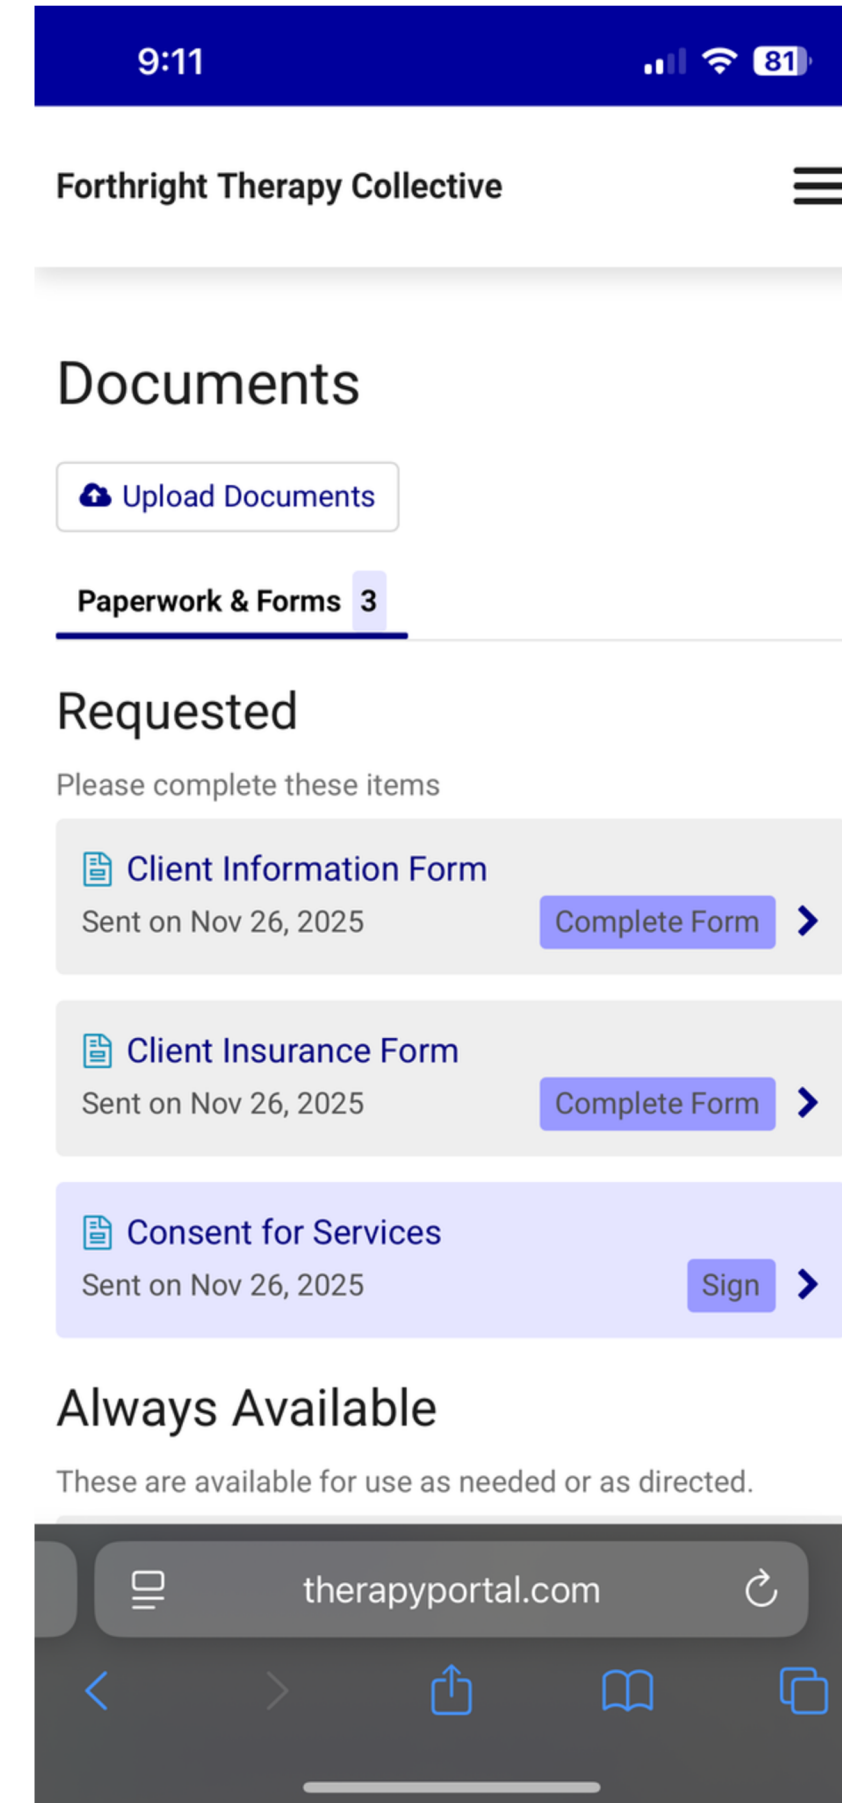 9:11
81
Forthright Therapy Collective
Documents
Upload Documents
Paperwork & Forms 3
Requested
Please complete these items
Client Information Form
Sent on Nov 26, 2025
Complete Form
Client Insurance Form
Sent on Nov 26, 2025
Complete Form
Consent for Services
Sent on Nov 26, 2025
Sign
Always Available
These are available for use as needed or as directed.
therapyportal.com